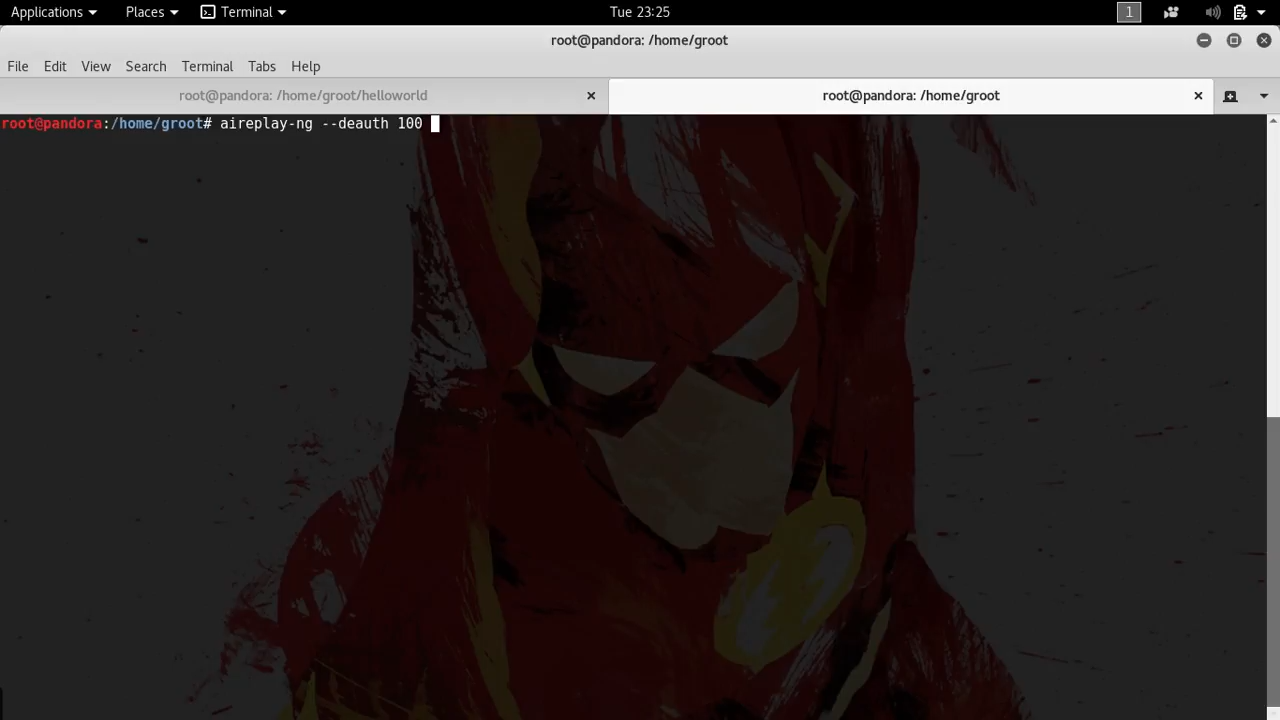 Applications Places Terminal Tue 23:25 1
root@pandora: /home/groot
File Edit View Search Terminal Tabs Help
root@pandora: /home/groot/helloworld root@pandora: /home/groot
root@pandora:/home/groot# aireplay-ng --deauth 100